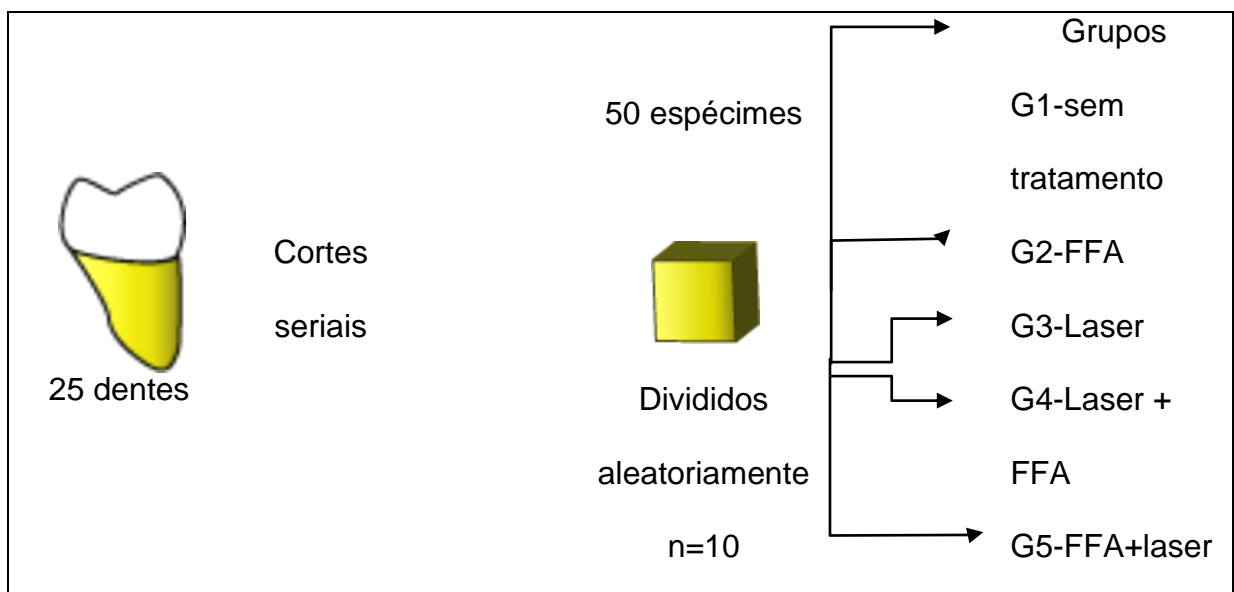 25 dentes
Cortes
seriais
50 espécimes
Divididos
aleatoriamente
n=10
Grupos
G1-sem
tratamento
G2-FFA
G3-Laser
G4-Laser +
FFA
G5-FFA+laser